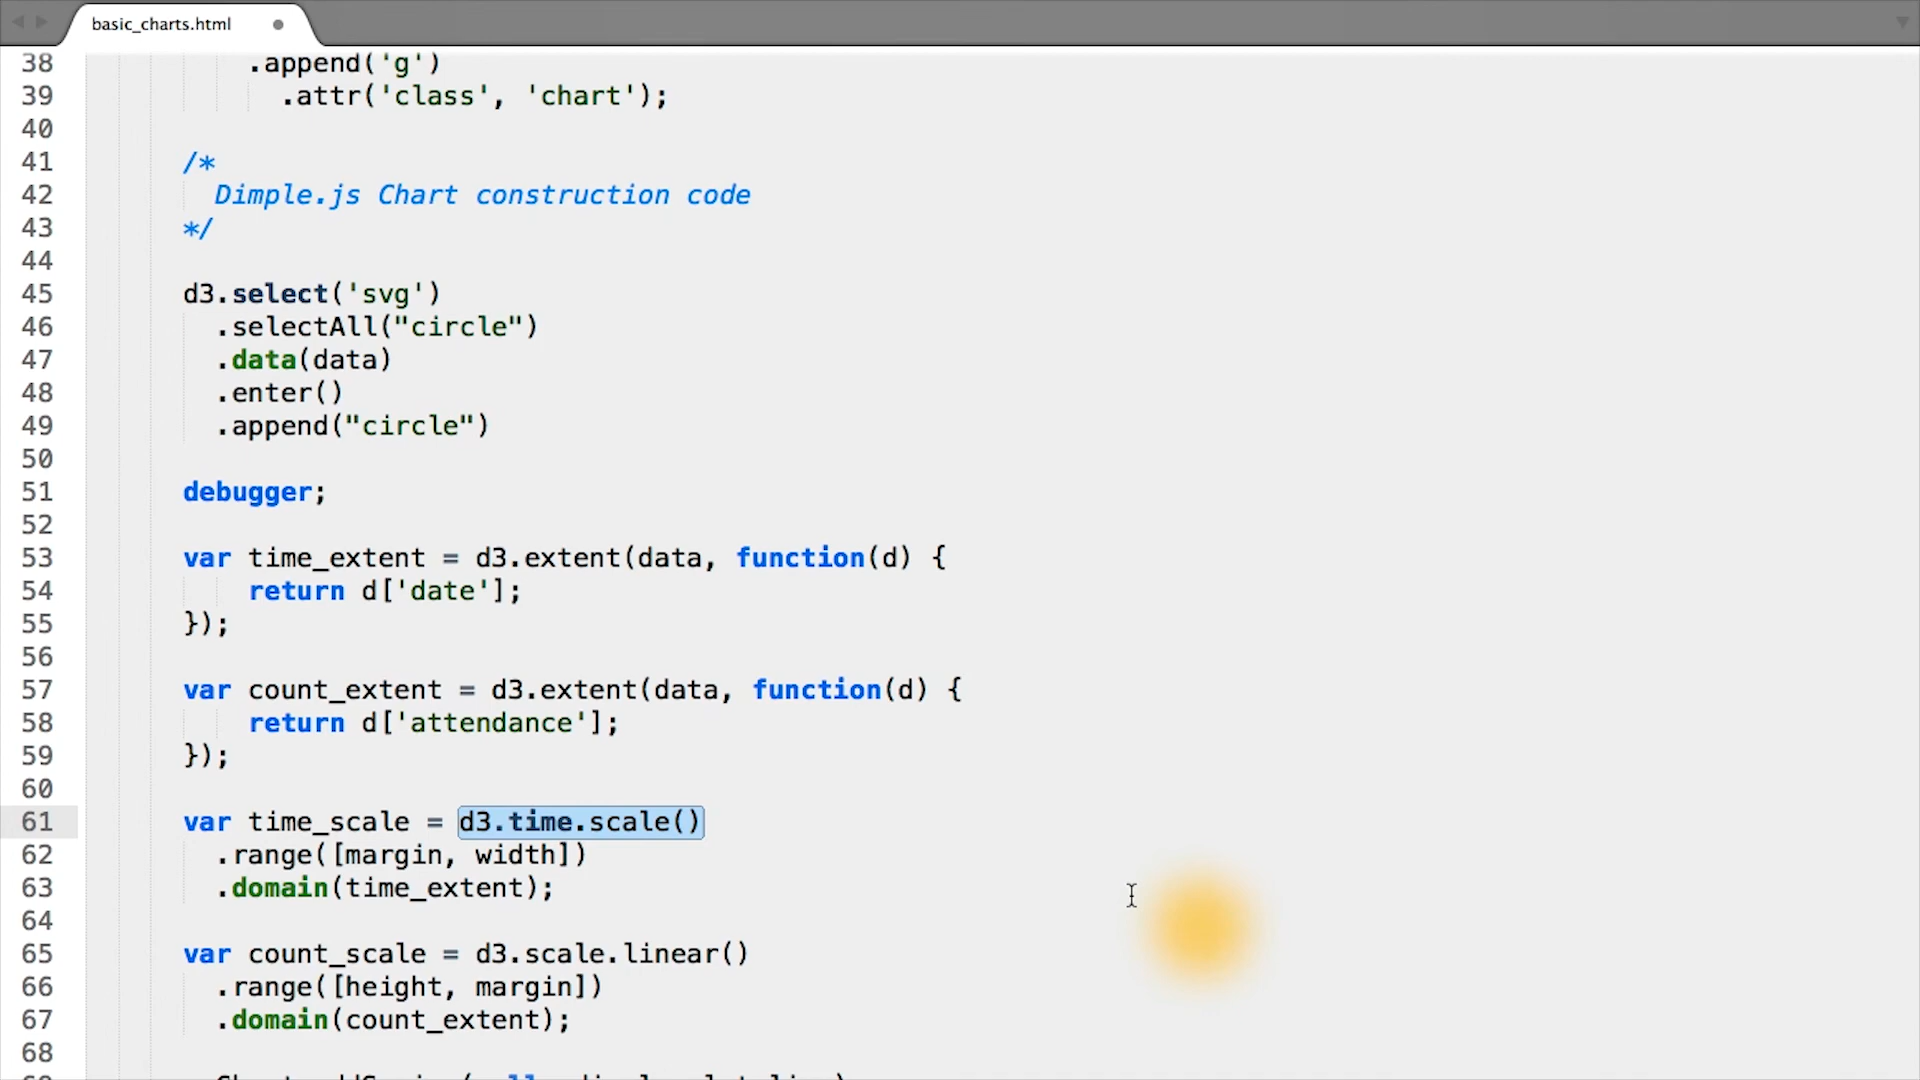 basic_charts.html
38 .append('g')
39 .attr('class', 'chart');
40
41 /*
42 Dimple.js Chart construction code
43 */
44
45 d3.select('svg')
46 .selectAll("circle")
47 .data(data)
48 .enter()
49 .append("circle")
50
51 debugger;
52
53 var time_extent = d3.extent(data, function(d) {
54 return d['date'];
55 });
56
57 var count_extent = d3.extent(data, function(d) {
58 return d['attendance'];
59 });
60
61 var time_scale = d3.time.scale()
62 .range([margin, width])
63 .domain(time_extent);
64
65 var count_scale = d3.scale.linear()
66 .range([height, margin])
67 .domain(count_extent);
68